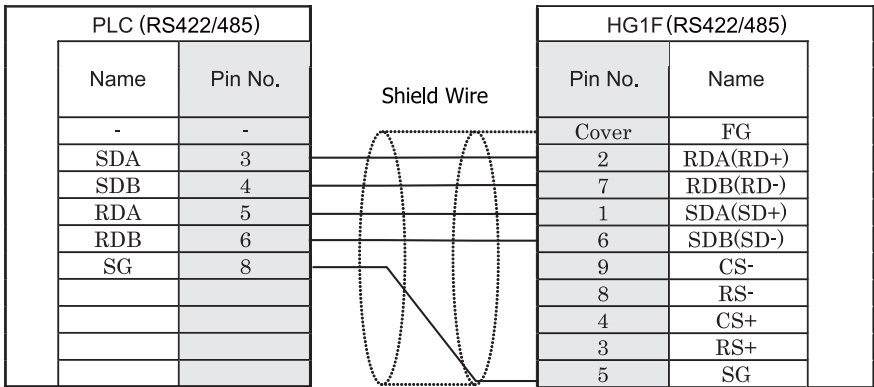 PLC (RS422/485) HG1F (RS422/485)
Name Pin No. Shield Wire Pin No. Name
- - Cover FG
SDA 3 2 RDA(RD+)
SDB 4 7 RDB(RD-)
RDA 5 1 SDA(SD+)
RDB 6 6 SDB(SD-)
SG 8 9 CS-
8 RS-
4 CS+
3 RS+
5 SG